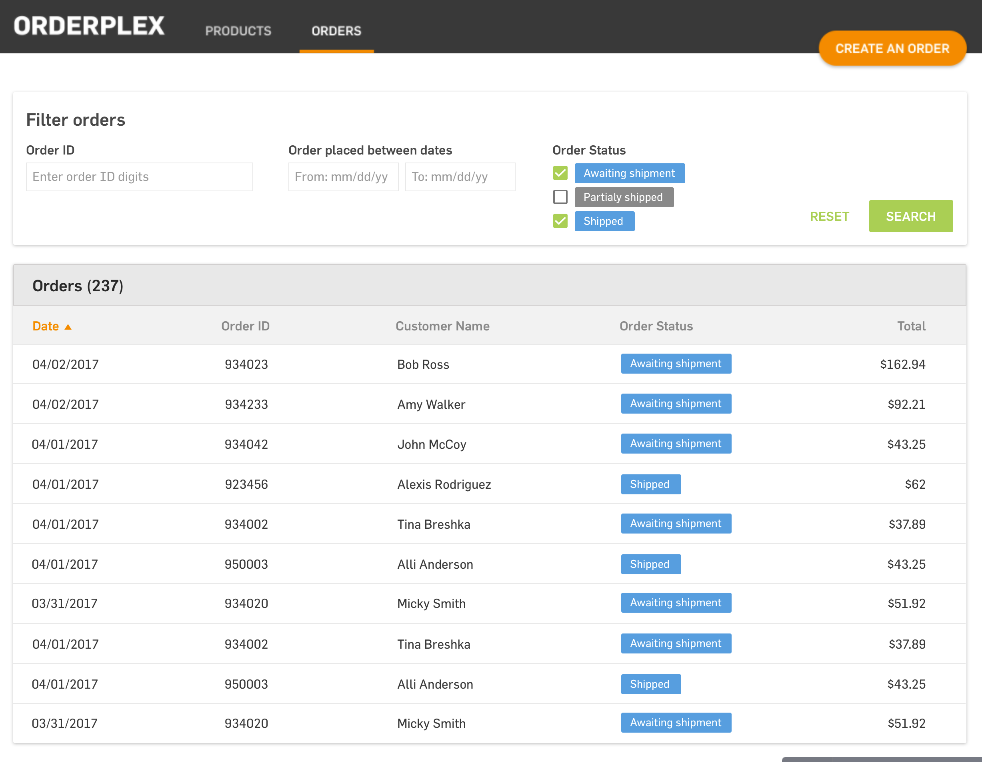 ORDERPLEX PRODUCTS ORDERS
CREATE AN ORDER
Filter orders
Order ID Order placed between dates Order Status
Enter order ID digits From: mm/dd/yy To: mm/dd/yy Awaiting shipment
Partialy shipped
Shipped
RESET SEARCH
Orders (237)
Date Order ID Customer Name Order Status Total
04/02/2017 934023 Bob Ross Awaiting shipment $162.94
04/02/2017 934233 Amy Walker Awaiting shipment $92.21
04/01/2017 934042 John McCoy Awaiting shipment $43.25
04/01/2017 923456 Alexis Rodriguez Shipped $62
04/01/2017 934002 Tina Breshka Awaiting shipment $37.89
04/01/2017 950003 Alli Anderson Shipped $43.25
03/31/2017 934020 Micky Smith Awaiting shipment $51.92
04/01/2017 934002 Tina Breshka Awaiting shipment $37.89
04/01/2017 950003 Alli Anderson Shipped $43.25
03/31/2017 934020 Micky Smith Awaiting shipment $51.92